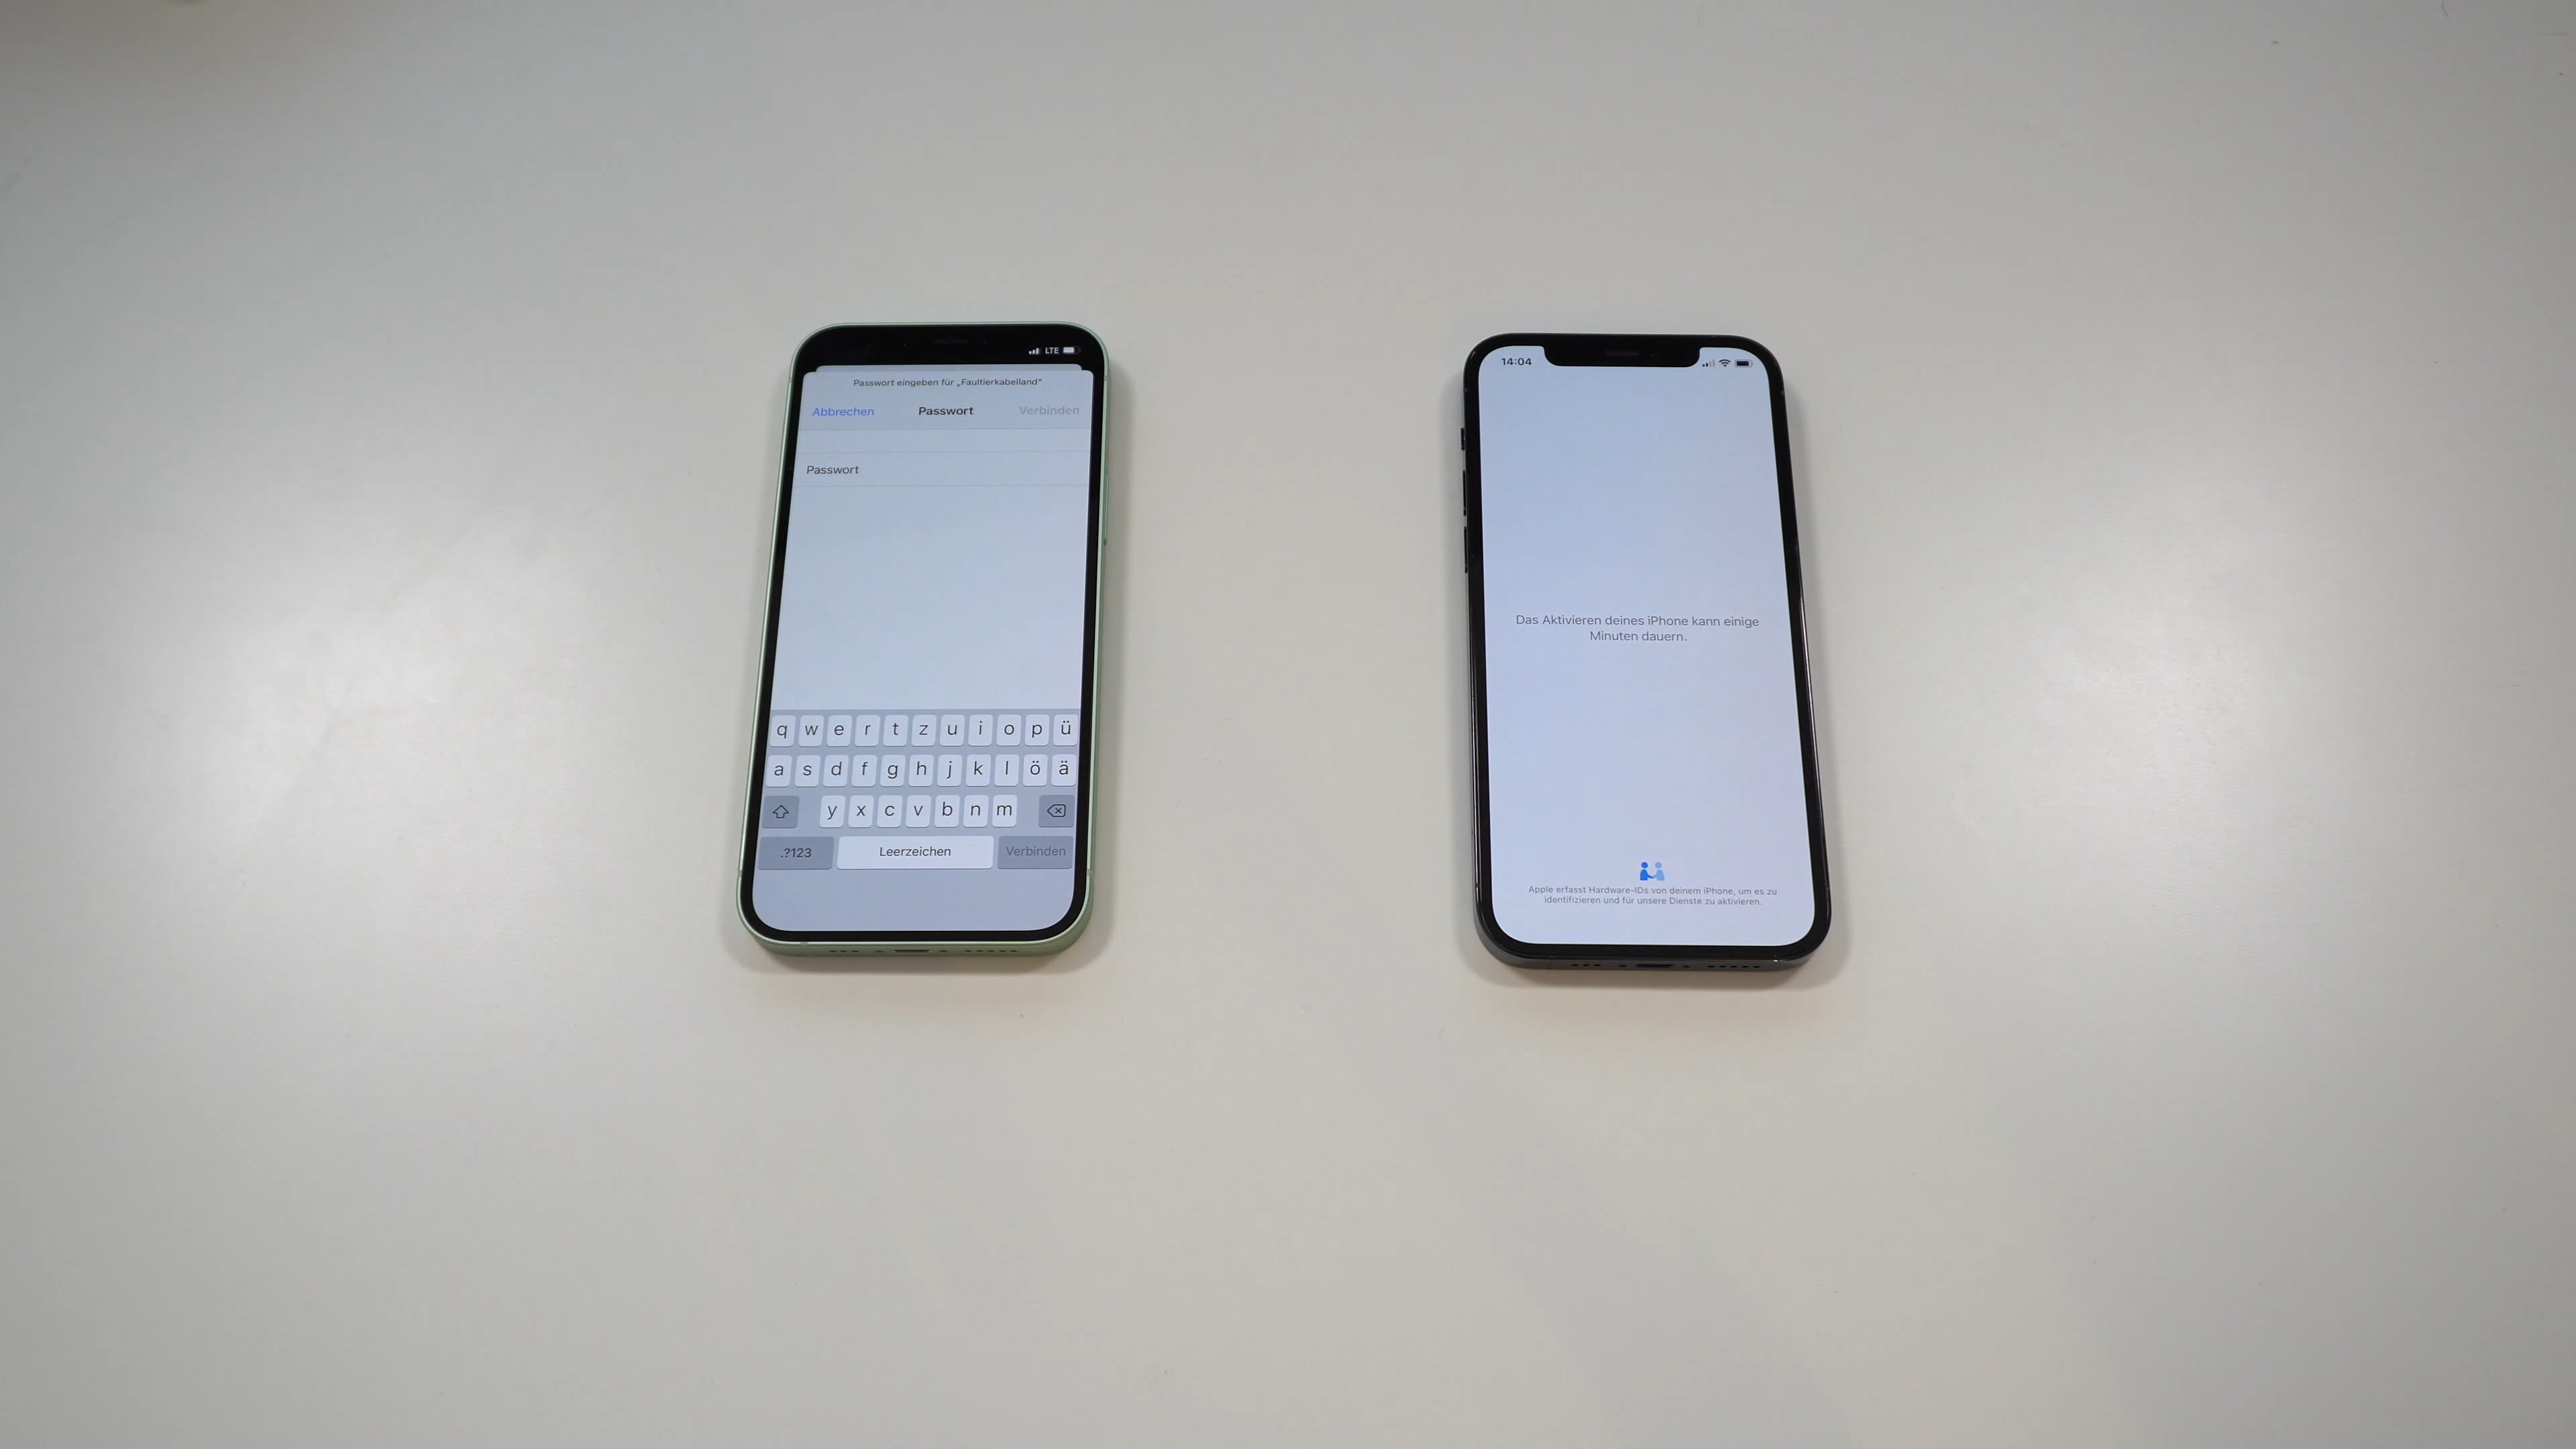 LTE
Passwort eingeben für „Faultierkabelland“
Abbrechen Passwort Verbinden
Passwort
q w e r t z u i o p ü
a s d f g h j k l ö ä
y x c v b n m
.?123 Leerzeichen Verbinden
14:04
Das Aktivieren deines iPhone kann einige
Minuten dauern.
Apple erfasst Hardware-IDs von deinem iPhone, um es zu
identifizieren und für unsere Dienste zu aktivieren.